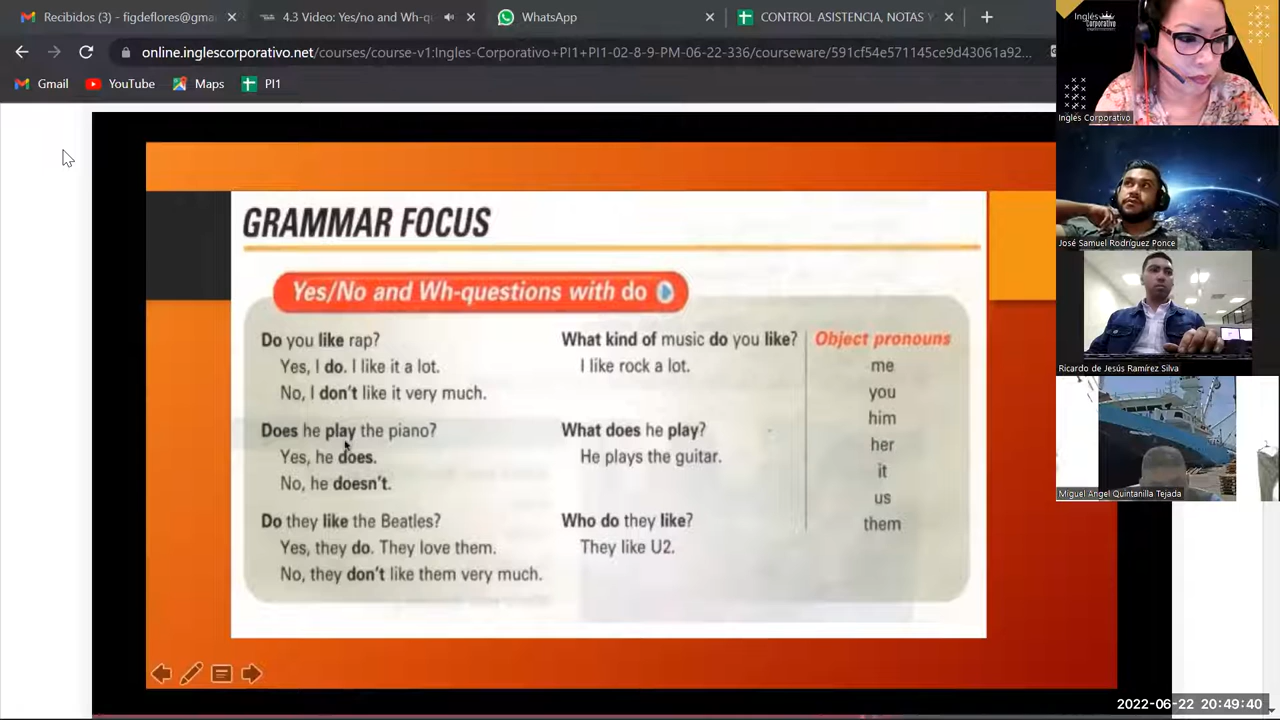 Recibidos (3) - figdeflores@gma
4.3 Video: Yes/no and Wh-q
WhatsApp
CONTROL ASISTENCIA, NOTAS Y
online.inglescorporativo.net/courses/course-v1:Ingles-Corporativo+PI1+PI1-02-8-9-PM-06-22-336/courseware/591cf54e571145ce9d43061a92...
Gmail
YouTube
Maps
PI1
GRAMMAR FOCUS
Yes/No and Wh-questions with do
Do you like rap?
Yes, I do. I like it a lot.
No, I don't like it very much.
Does he play the piano?
Yes, he does.
No, he doesn't.
Do they like the Beatles?
Yes, they do. They love them.
No, they don't like them very much.
What kind of music do you like?
I like rock a lot.
What does he play?
He plays the guitar.
Who do they like?
They like U2.
Object pronouns
me
you
him
her
it
us
them
Inglés
Corporativo
Inglés Corporativo
José Samuel Rodríguez Ponce
Ricardo de Jesús Ramírez Silva
Miguel Angel Quintanilla Tejada
2022-06-22 20:49:40